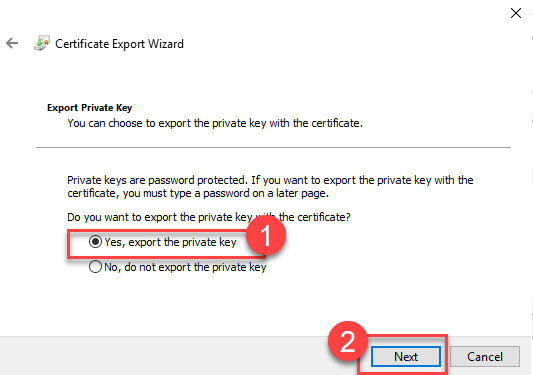 Certificate Export Wizard
Export Private Key
You can choose to export the private key with the certificate.
Private keys are password protected. If you want to export the private key with the
certificate, you must type a password on a later page.
Do you want to export the private key with the certificate?
1
Yes, export the private key
No, do not export the private key
2
Next
Cancel